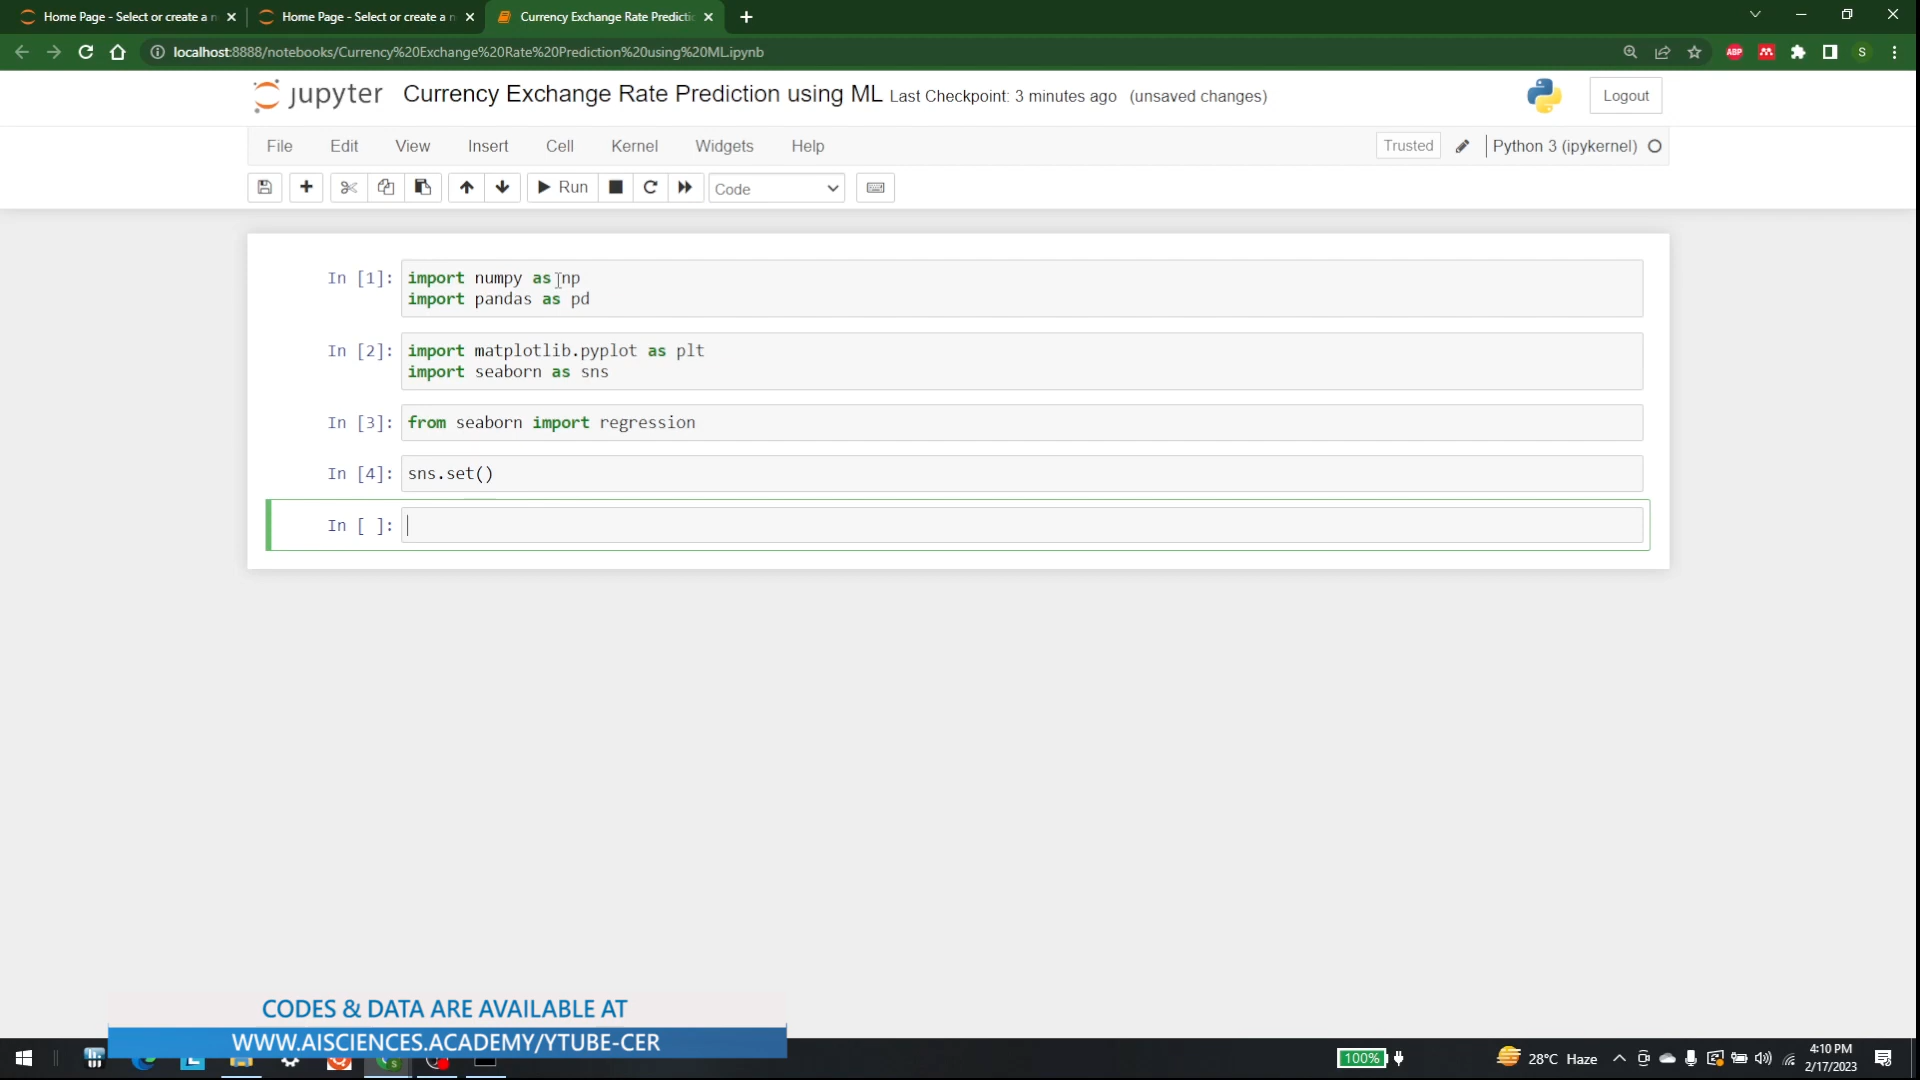 Home Page - Select or create a n
Home Page - Select or create a n
Currency Exchange Rate Predicti
localhost:8888/notebooks/Currency%20Exchange%20Rate%20Prediction%20using%20ML.ipynb
ABP
S
jupyter Currency Exchange Rate Prediction using ML Last Checkpoint: 3 minutes ago (unsaved changes)
Logout
File Edit View Insert Cell Kernel Widgets Help
Trusted
Python 3 (ipykernel)
Run
Code
In [1]: import numpy as np
import pandas as pd
In [2]: import matplotlib.pyplot as plt
import seaborn as sns
In [3]: from seaborn import regression
In [4]: sns.set()
In [ ]:
CODES & DATA ARE AVAILABLE AT
WWW.AISCIENCES.ACADEMY/YTUBE-CER
100%
28°C Haze
4:10 PM
2/17/2023